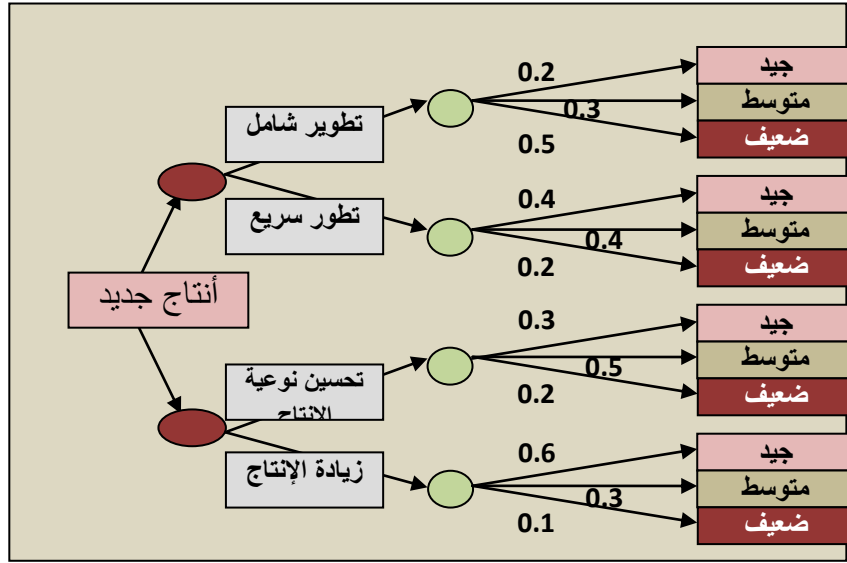 0.2
جيد
تطوير شامل
0.3
متوسط
0.5
ضعيف
0.4
جيد
تطور سريع
0.4
متوسط
0.2
ضعيف
أنتاج جديد
0.3
جيد
تحسين نوعية
الانتاج
0.5
متوسط
0.2
ضعيف
0.6
جيد
زيادة الإنتاج
0.3
متوسط
0.1
ضعيف